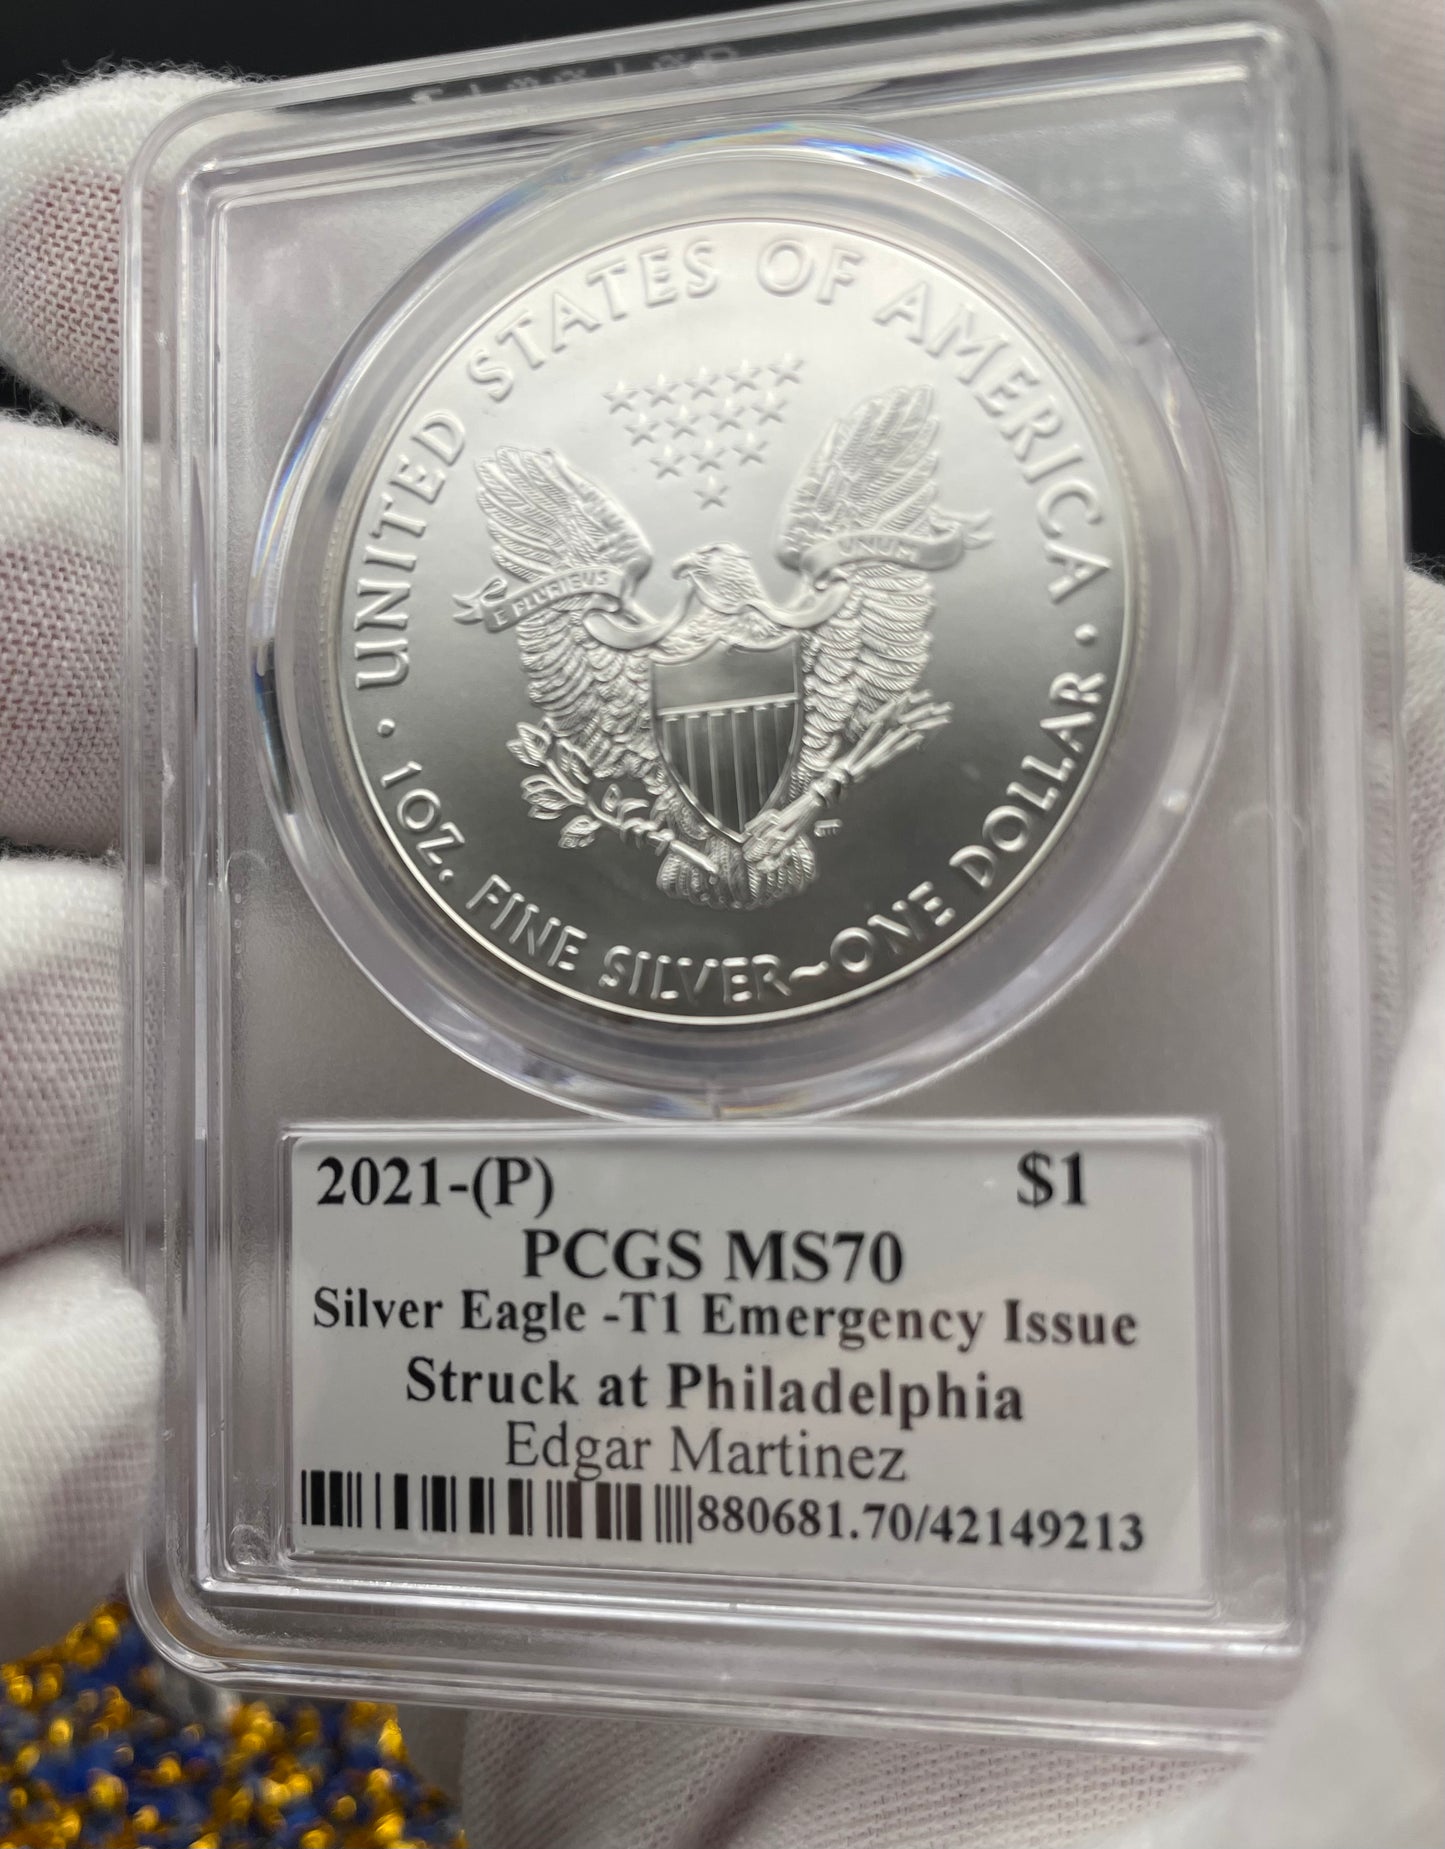 UNITED STATES OF AMERICA
E PLURIBUS UNUM
1 OZ. FINE SILVER~ONE DOLLAR
2021-(P) $1
PCGS MS70
Silver Eagle -T1 Emergency Issue
Struck at Philadelphia
Edgar Martinez
880681.70/42149213